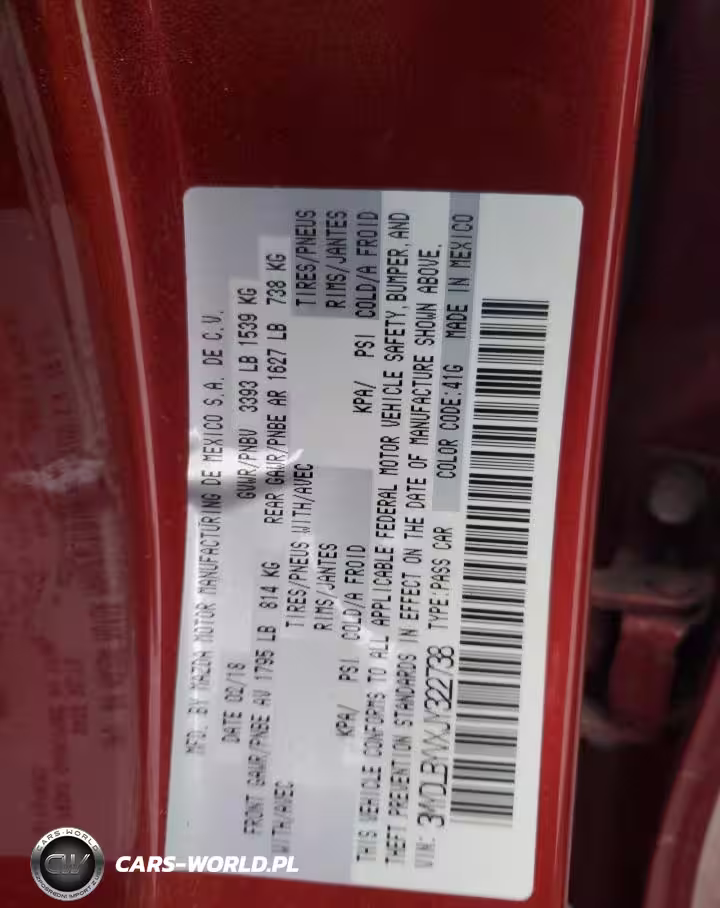 MFD. BY MAZDA MOTOR MANUFACTURING DE MEXICO S.A. DE C.V.
DATE 02/18 GVWR/PNBV 3393 LB 1539 KG
FRONT GAWR/PNBE AV 1795 LB 814 KG REAR GAWR/PNBE AR 1627 LB 738 KG
WITH/AVEC TIRES/PNEUS WITH/AVEC TIRES/PNEUS
RIMS/JANTES RIMS/JANTES
KPA/ PSI COLD/A FROID KPA/ PSI COLD/A FROID
THIS VEHICLE CONFORMS TO ALL APPLICABLE FEDERAL MOTOR VEHICLE SAFETY, BUMPER, AND
THEFT PREVENTION STANDARDS IN EFFECT ON THE DATE OF MANUFACTURE SHOWN ABOVE.
VIN: 3MYDLBYVXJY322738 TYPE:PASS CAR COLOR CODE:41G MADE IN MEXICO
CARS-WORLD
CW
CARS-WORLD.PL